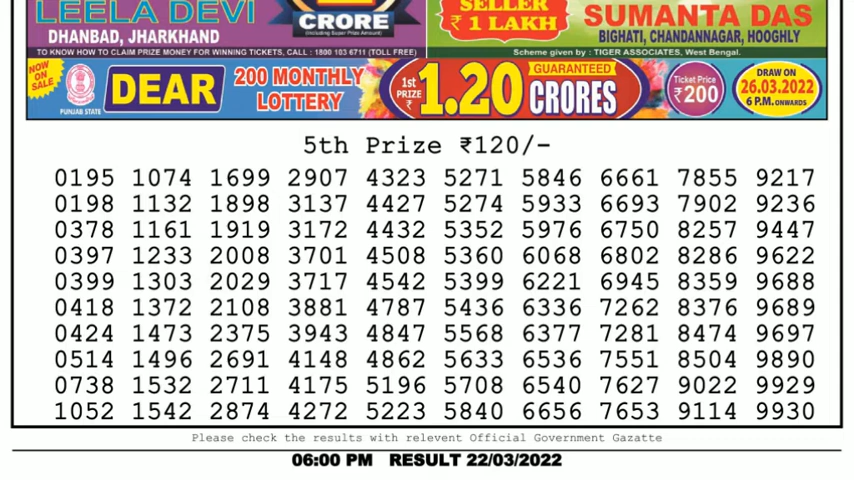 LEELA DEVI
DHANBAD, JHARKHAND
CRORE
(Including Super Prize Amount)
SELLER
₹ 1 LAKH
SUMANTA DAS
BIGHATI, CHANDANNAGAR, HOOGHLY
TO KNOW HOW TO CLAIM PRIZE MONEY FOR WINNING TICKETS, CALL : 1800 103 6711 (TOLL FREE)
Scheme given by : TIGER ASSOCIATES, West Bengal.
NOW ON SALE
PUNJAB STATE
DEAR
200 MONTHLY
LOTTERY
1st PRIZE ₹
1.20
GUARANTEED
CRORES
Ticket Price
₹200
DRAW ON
26.03.2022
6 P.M. ONWARDS
5th Prize ₹120/-
0195 1074 1699 2907 4323 5271 5846 6661 7855 9217
0198 1132 1898 3137 4427 5274 5933 6693 7902 9236
0378 1161 1919 3172 4432 5352 5976 6750 8257 9447
0397 1233 2008 3701 4508 5360 6068 6802 8286 9622
0399 1303 2029 3717 4542 5399 6221 6945 8359 9688
0418 1372 2108 3881 4787 5436 6336 7262 8376 9689
0424 1473 2375 3943 4847 5568 6377 7281 8474 9697
0514 1496 2691 4148 4862 5633 6536 7551 8504 9890
0738 1532 2711 4175 5196 5708 6540 7627 9022 9929
1052 1542 2874 4272 5223 5840 6656 7653 9114 9930
Please check the results with relevent Official Government Gazatte
06:00 PM RESULT 22/03/2022